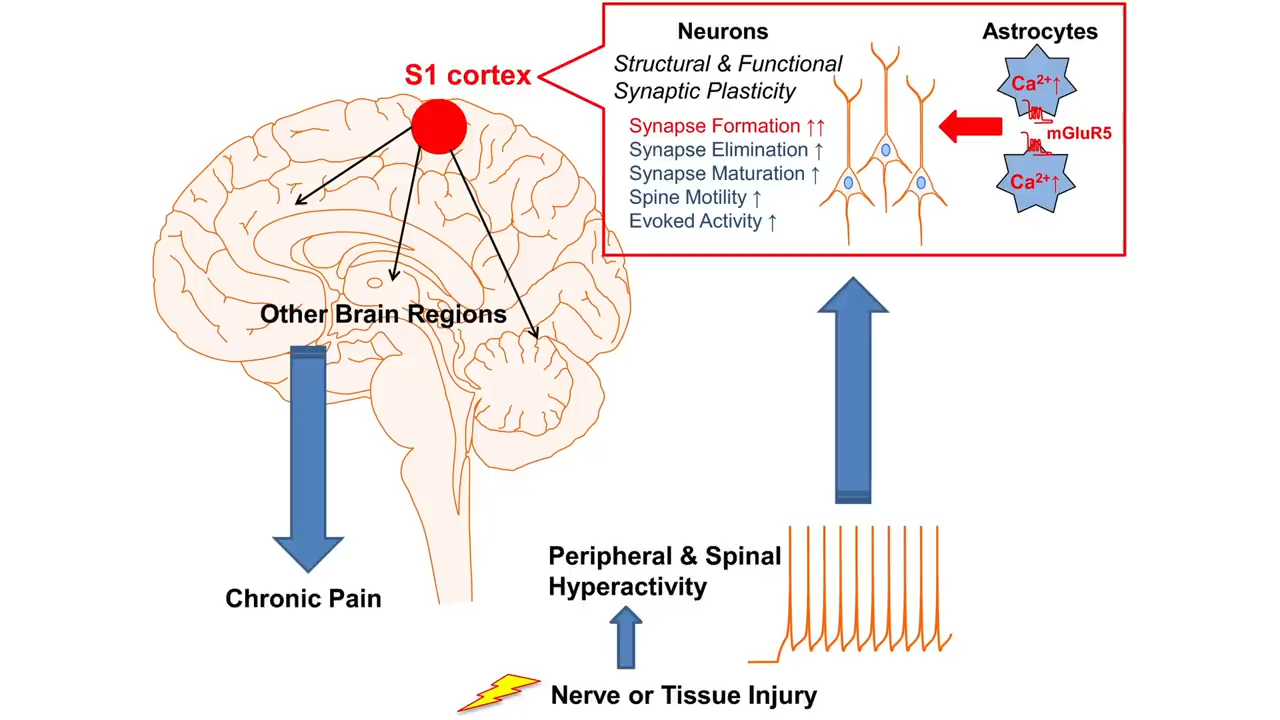 S1 cortex
Neurons
Structural & Functional
Synaptic Plasticity
Synapse Formation ↑↑
Synapse Elimination ↑
Synapse Maturation ↑
Spine Motility ↑
Evoked Activity ↑
Astrocytes
Ca²⁺↑
mGluR5
Ca²⁺↑
Other Brain Regions
Chronic Pain
Peripheral & Spinal
Hyperactivity
Nerve or Tissue Injury